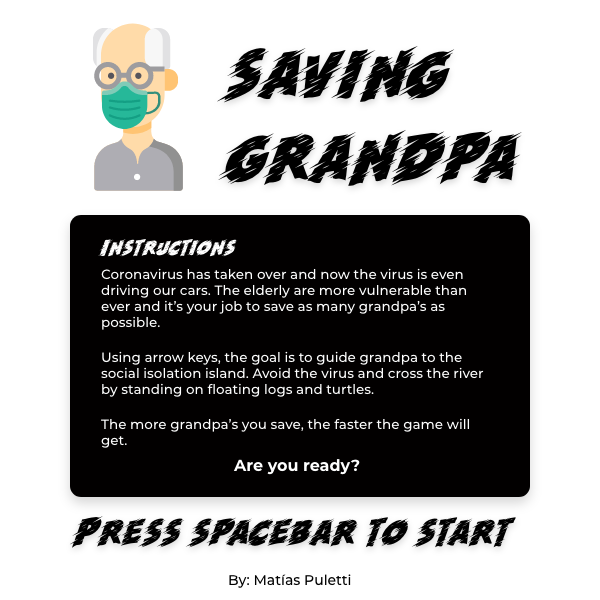 SAVING
GRANDPA
INSTRUCTIONS
Coronavirus has taken over and now the virus is even
driving our cars. The elderly are more vulnerable than
ever and it’s your job to save as many grandpa’s as
possible.
Using arrow keys, the goal is to guide grandpa to the
social isolation island. Avoid the virus and cross the river
by standing on floating logs and turtles.
The more grandpa’s you save, the faster the game will
get.
Are you ready?
PRESS SPACEBAR TO START
By: Matías Puletti